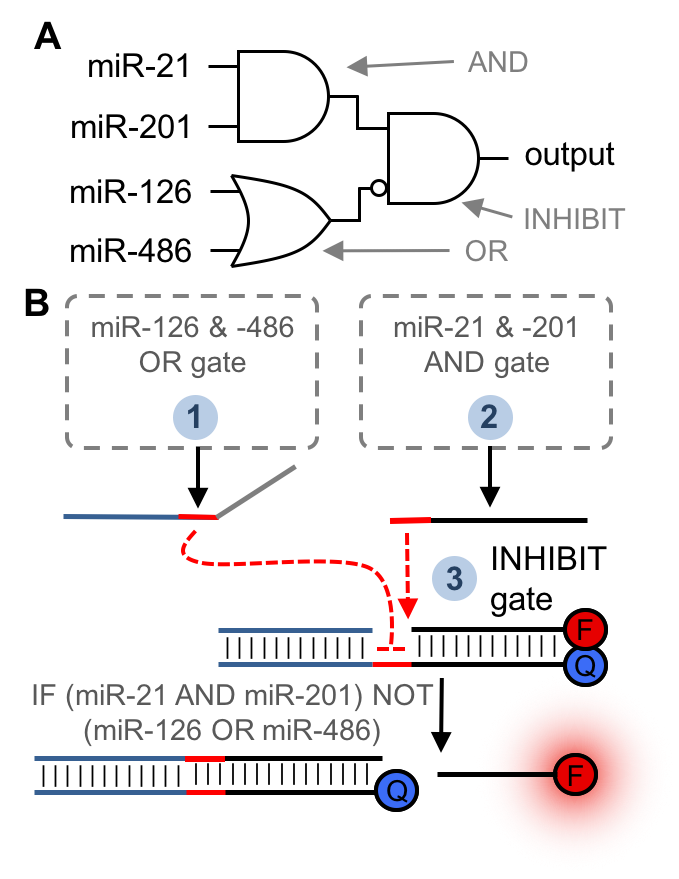 A
miR-21
AND
miR-201
output
miR-126
INHIBIT
miR-486
OR
B
miR-126 & -486
OR gate
1
miR-21 & -201
AND gate
2
3
INHIBIT
gate
F
Q
IF (miR-21 AND miR-201) NOT
(miR-126 OR miR-486)
Q
F